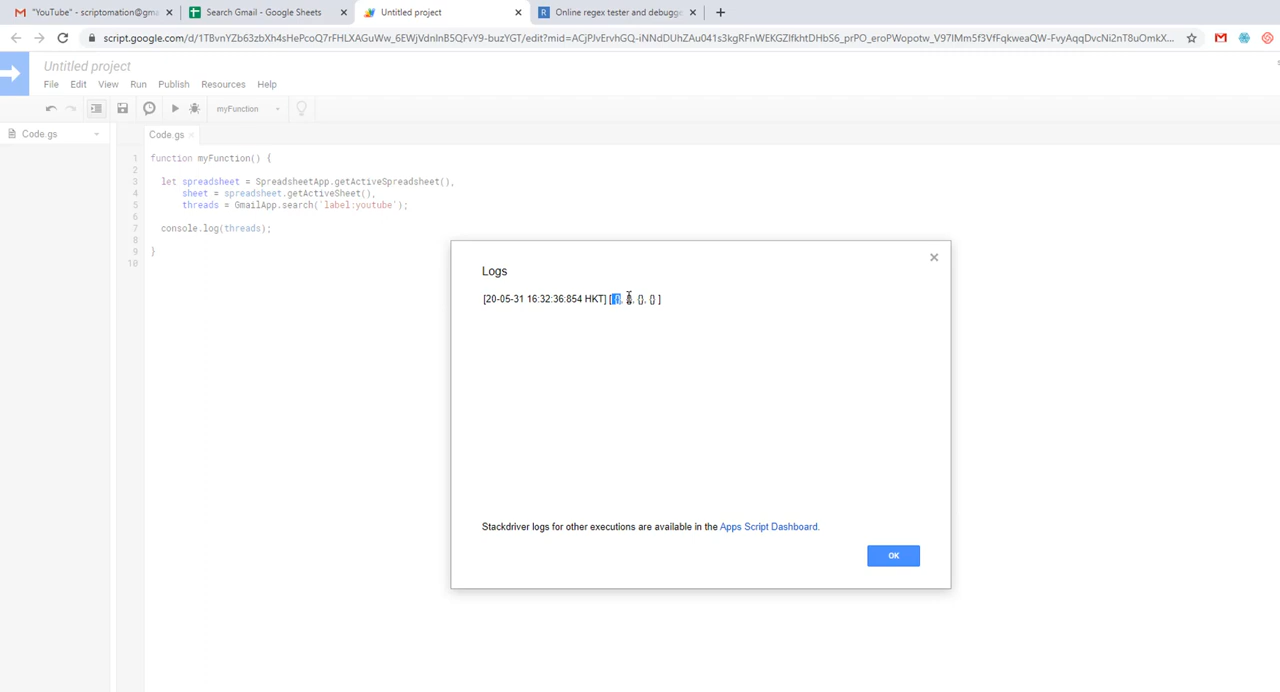 "YouTube" - scriptomation@gma
Search Gmail - Google Sheets
Untitled project
Online regex tester and debugge
script.google.com/d/1TBvnYZb63zbXh4sHePcoQ7rFHLXAGuWw_6EWjVdnInB5QFvY9-buzYGT/edit?mid=ACjPJvErvhGQ-iNNdDUhZAu041s3kgRFnWEKGZlfkhtDHbS6_prPO_eroPWopotw_V97lMm5f3VfFqkweaQW-FvyAqqDvcNi2nT8uOmkX...
Untitled project
File Edit View Run Publish Resources Help
myFunction
Code.gs
Code.gs
1 function myFunction() {
2
3 let spreadsheet = SpreadsheetApp.getActiveSpreadsheet(),
4 sheet = spreadsheet.getActiveSheet(),
5 threads = GmailApp.search(`label:youtube`);
6
7 console.log(threads);
8
9 }
10
Logs
[20-05-31 16:32:36:854 HKT] [ {}, {}, {}, {} ]
Stackdriver logs for other executions are available in the Apps Script Dashboard.
OK